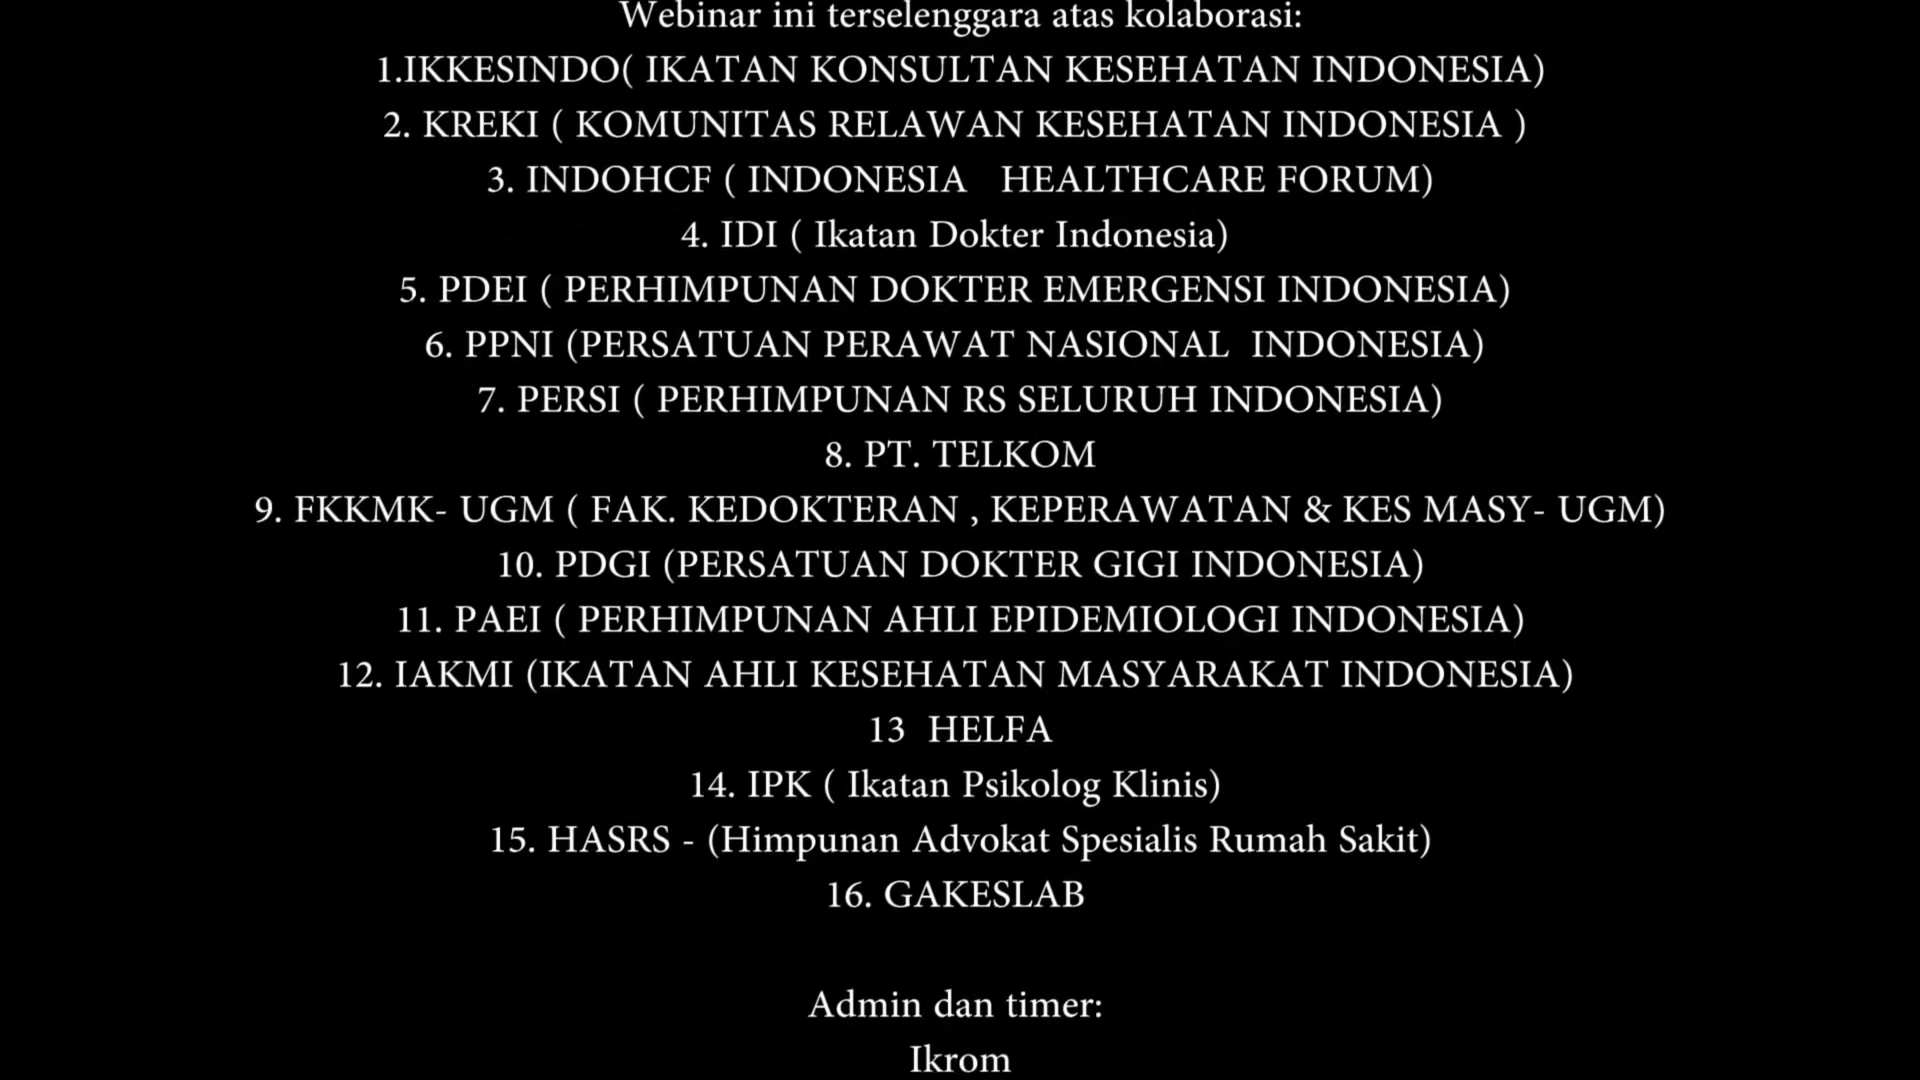 Webinar ini terselenggara atas kolaborasi:
1.IKKESINDO( IKATAN KONSULTAN KESEHATAN INDONESIA)
2. KREKI ( KOMUNITAS RELAWAN KESEHATAN INDONESIA )
3. INDOHCF ( INDONESIA   HEALTHCARE FORUM)
4. IDI ( Ikatan Dokter Indonesia)
5. PDEI ( PERHIMPUNAN DOKTER EMERGENSI INDONESIA)
6. PPNI (PERSATUAN PERAWAT NASIONAL  INDONESIA)
7. PERSI ( PERHIMPUNAN RS SELURUH INDONESIA)
8. PT. TELKOM
9. FKKMK- UGM ( FAK. KEDOKTERAN , KEPERAWATAN & KES MASY- UGM)
10. PDGI (PERSATUAN DOKTER GIGI INDONESIA)
11. PAEI ( PERHIMPUNAN AHLI EPIDEMIOLOGI INDONESIA)
12. IAKMI (IKATAN AHLI KESEHATAN MASYARAKAT INDONESIA)
13  HELFA
14. IPK ( Ikatan Psikolog Klinis)
15. HASRS - (Himpunan Advokat Spesialis Rumah Sakit)
16. GAKESLAB
Admin dan timer:
Ikrom